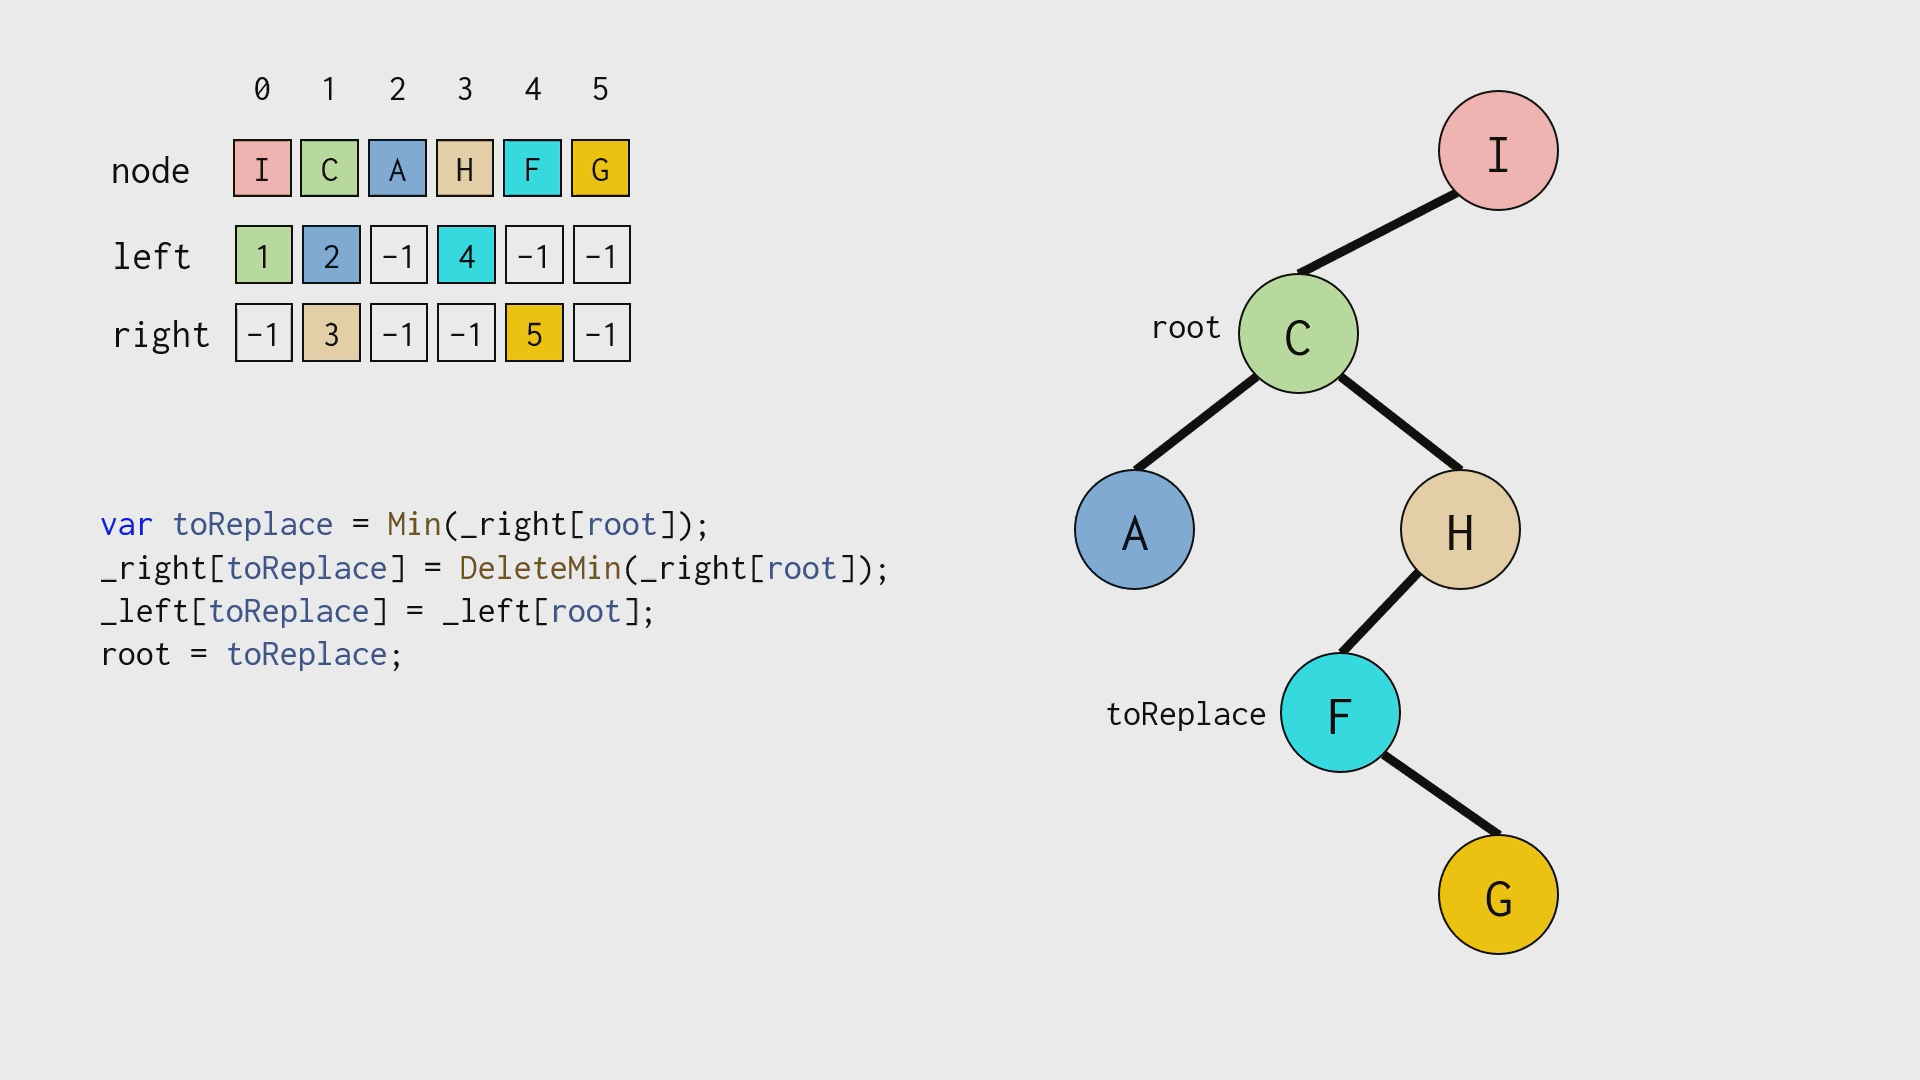 0 1 2 3 4 5
node I C A H F G
left 1 2 -1 4 -1 -1
right -1 3 -1 -1 5 -1
var toReplace = Min(_right[root]);
_right[toReplace] = DeleteMin(_right[root]);
_left[toReplace] = _left[root];
root = toReplace;
I
root C
A H
toReplace F
G